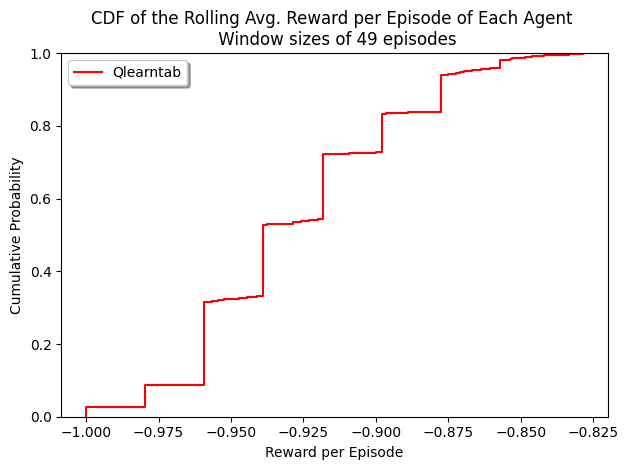 CDF of the Rolling Avg. Reward per Episode of Each Agent
Window sizes of 49 episodes
Qlearntab
Cumulative Probability
1.0
0.8
0.6
0.4
0.2
0.0
−1.000 −0.975 −0.950 −0.925 −0.900 −0.875 −0.850 −0.825
Reward per Episode